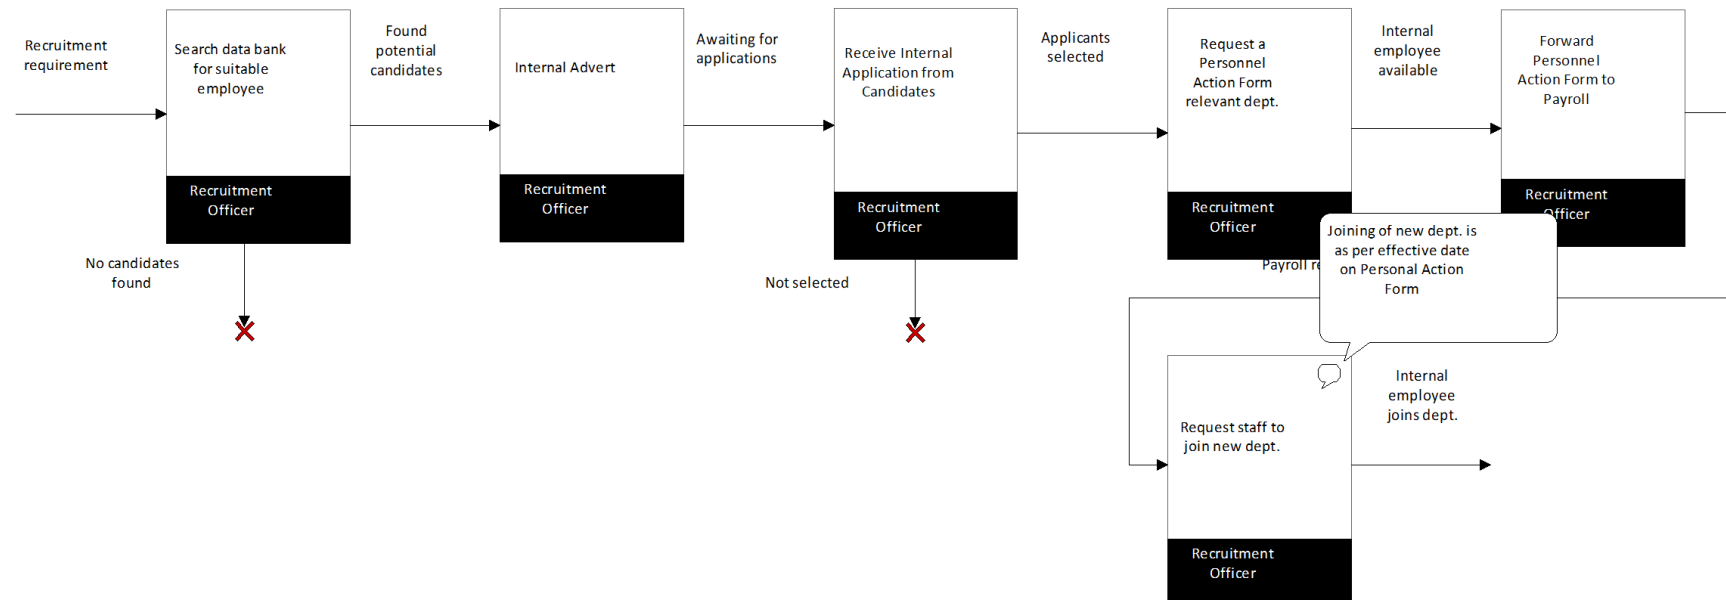 Recruitment
requirement
Search data bank
for suitable
employee
Recruitment
Officer
No candidates
found
Found
potential
candidates
Internal Advert
Recruitment
Officer
Awaiting for
applications
Receive Internal
Application from
Candidates
Recruitment
Officer
Not selected
Applicants
selected
Request a
Personnel
Action Form
relevant dept.
Recruitment
Officer
Internal
employee
available
Forward
Personnel
Action Form to
Payroll
Recruitment
Officer
Payroll
Joining of new dept. is
as per effective date
on Personal Action
Form
Request staff to
join new dept.
Recruitment
Officer
Internal
employee
joins dept.